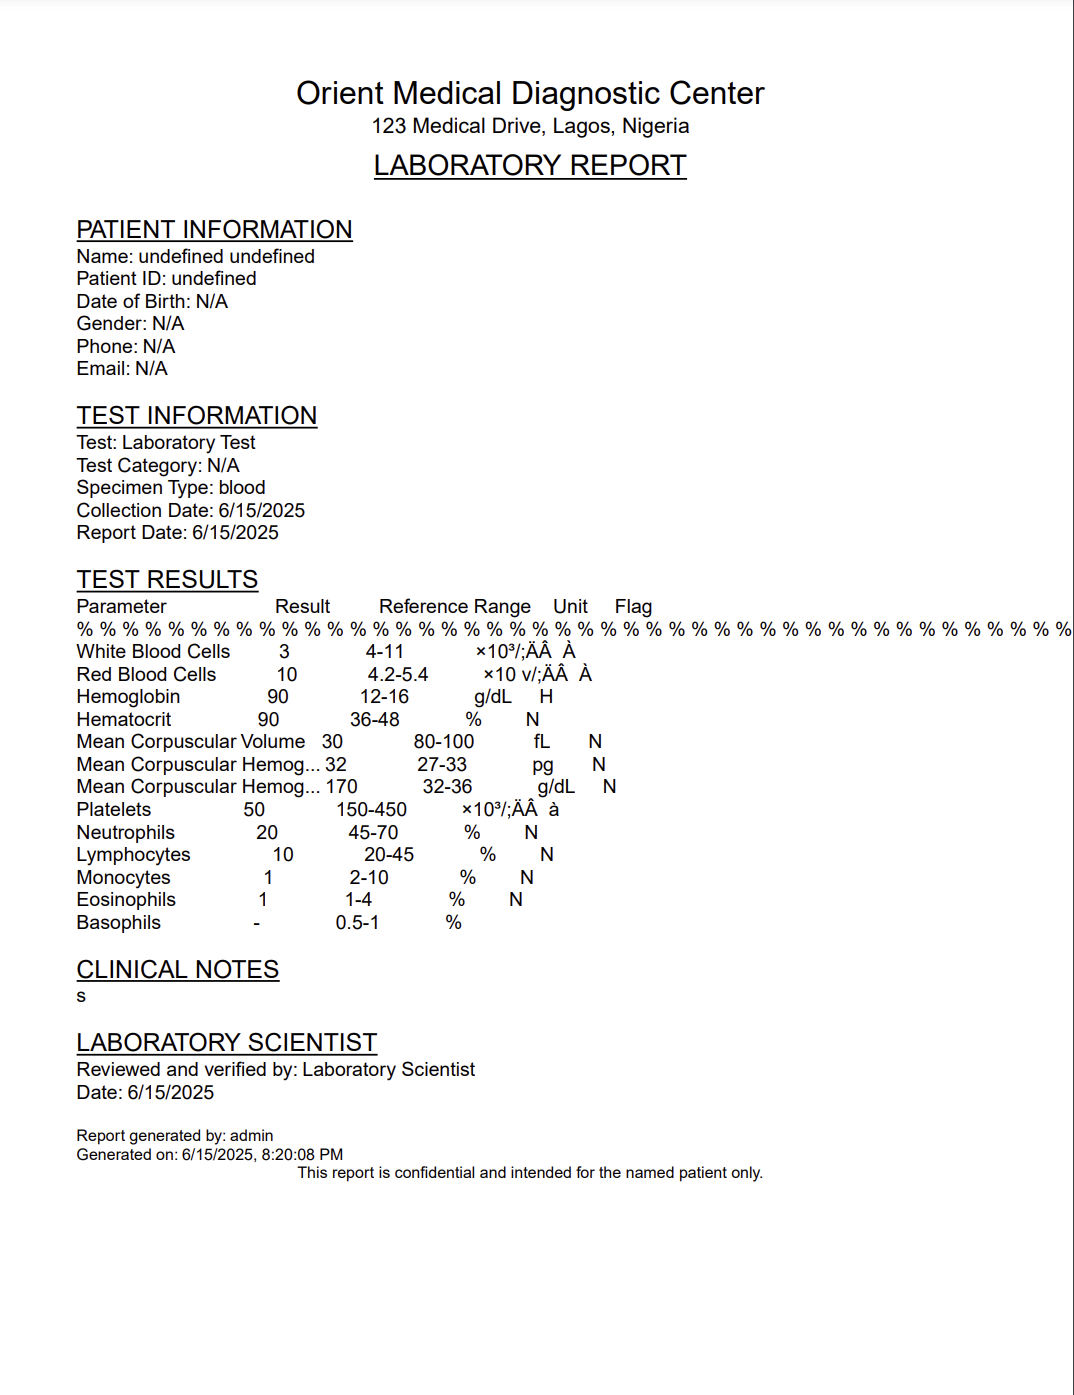 Orient Medical Diagnostic Center
123 Medical Drive, Lagos, Nigeria
LABORATORY REPORT
PATIENT INFORMATION
Name: undefined undefined
Patient ID: undefined
Date of Birth: N/A
Gender: N/A
Phone: N/A
Email: N/A
TEST INFORMATION
Test: Laboratory Test
Test Category: N/A
Specimen Type: blood
Collection Date: 6/15/2025
Report Date: 6/15/2025
TEST RESULTS
Parameter Result Reference Range Unit Flag
% % % % % % % % % % % % % % % % % % % % % % % % % % % % % % % % % % % % % % % % % % % %
White Blood Cells 3 4-11 ×10³/;ÄÂ À
Red Blood Cells 10 4.2-5.4 ×10 v/;ÄÂ À
Hemoglobin 90 12-16 g/dL H
Hematocrit 90 36-48 % N
Mean Corpuscular Volume 30 80-100 fL N
Mean Corpuscular Hemog... 32 27-33 pg N
Mean Corpuscular Hemog... 170 32-36 g/dL N
Platelets 50 150-450 ×10³/;ÄÂ à
Neutrophils 20 45-70 % N
Lymphocytes 10 20-45 % N
Monocytes 1 2-10 % N
Eosinophils 1 1-4 % N
Basophils - 0.5-1 %
CLINICAL NOTES
s
LABORATORY SCIENTIST
Reviewed and verified by: Laboratory Scientist
Date: 6/15/2025
Report generated by: admin
Generated on: 6/15/2025, 8:20:08 PM
This report is confidential and intended for the named patient only.